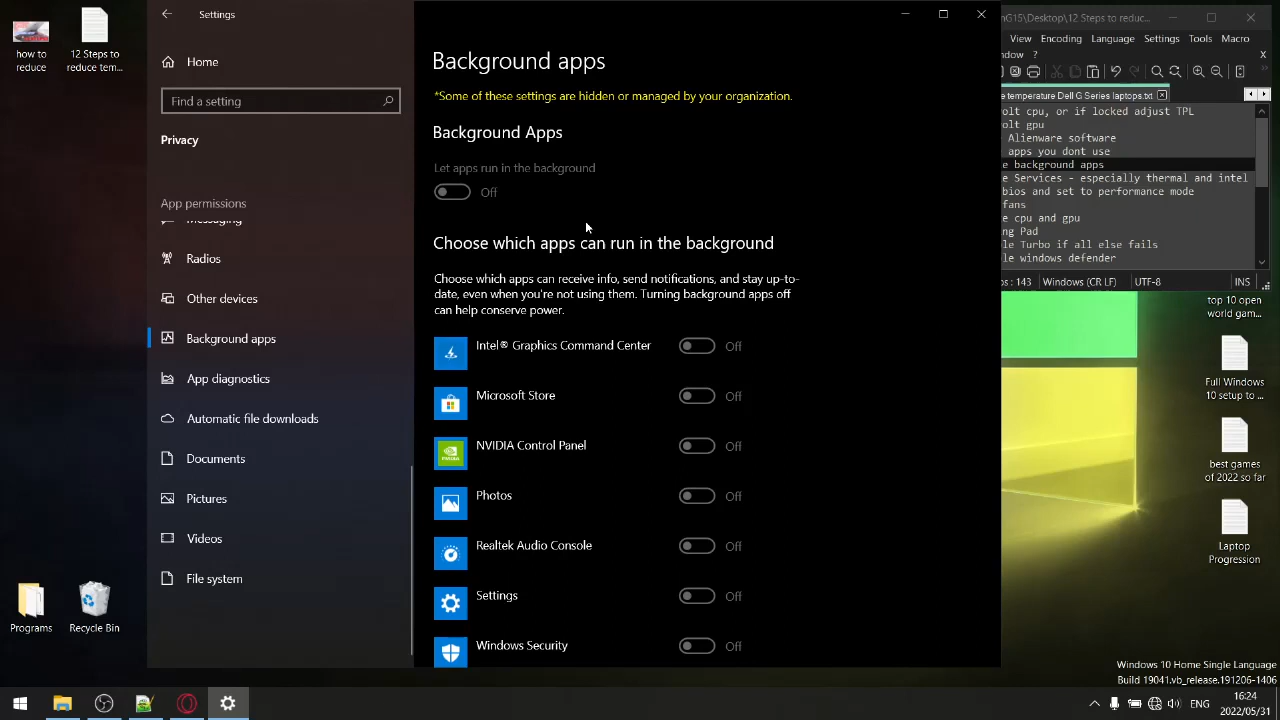 how to
reduce
12 Steps to
reduce tem...
Settings
Home
Find a setting
Privacy
App permissions
Messaging
Radios
Other devices
Background apps
App diagnostics
Automatic file downloads
Documents
Pictures
Videos
File system
Background apps
*Some of these settings are hidden or managed by your organization.
Background Apps
Let apps run in the background
Off
Choose which apps can run in the background
Choose which apps can receive info, send notifications, and stay up-to-
date, even when you're not using them. Turning background apps off
can help conserve power.
Intel® Graphics Command Center Off
Microsoft Store Off
NVIDIA Control Panel Off
Photos Off
Realtek Audio Console Off
Settings Off
Windows Security Off
nG15\Desktop\12 Steps to reduc...
View Encoding Language Settings Tools Macro
ndow ? X
e temperature Dell G Series laptops.txt
olt cpu, or if locked adjust TPL
olt gpu
Alienware software
apps you dont use
e background apps
e Services - especially thermal and intel
bios and set to performance mode
fans
e cpu and gpu
ng Pad
le Turbo if all else fails
le windows defender
s : 143 Windows (CR LF) UTF-8 INS
top 10 open
world gam...
Full Windows
10 setup to ...
best games
of 2022 so far
Laptop
Progression
Programs
Recycle Bin
Windows 10 Home Single Language
Build 19041.vb_release.191206-1406
ENG
16:24
2022/05/31